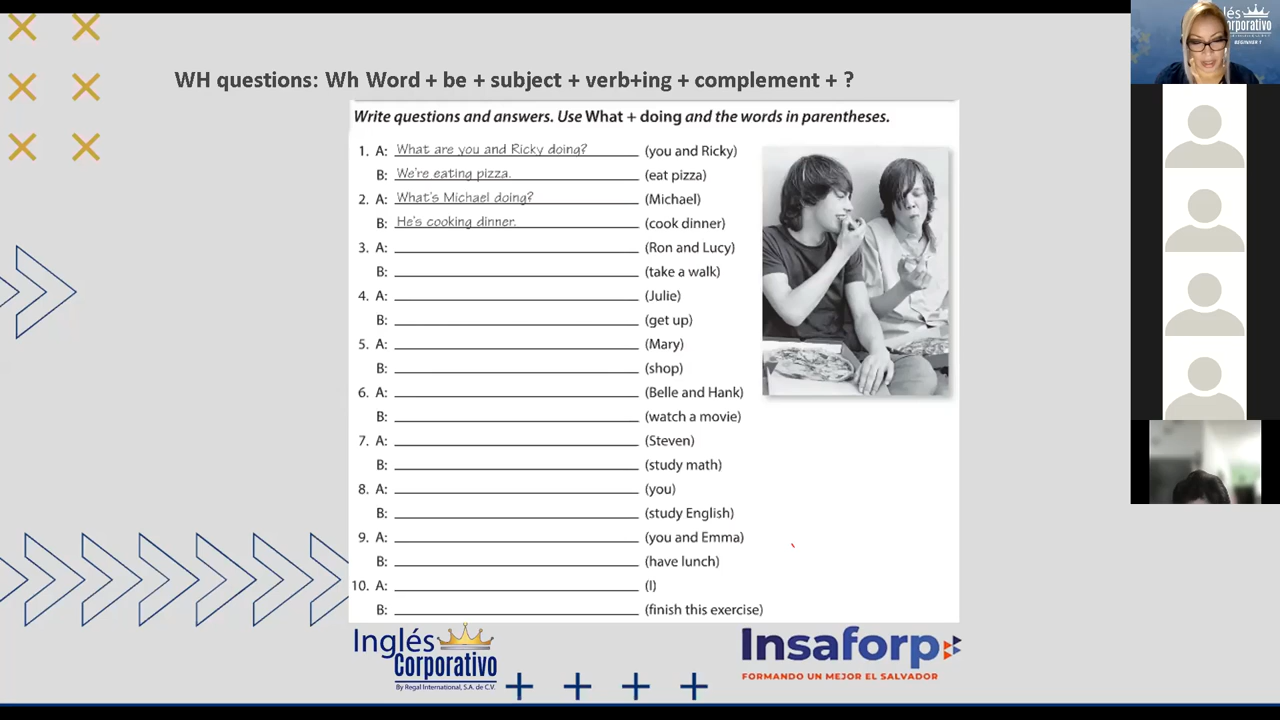 WH questions: Wh Word + be + subject + verb+ing + complement + ?
Write questions and answers. Use What + doing and the words in parentheses.
1. A: What are you and Ricky doing? (you and Ricky)
B: We're eating pizza. (eat pizza)
2. A: What's Michael doing? (Michael)
B: He's cooking dinner. (cook dinner)
3. A: (Ron and Lucy)
B: (take a walk)
4. A: (Julie)
B: (get up)
5. A: (Mary)
B: (shop)
6. A: (Belle and Hank)
B: (watch a movie)
7. A: (Steven)
B: (study math)
8. A: (you)
B: (study English)
9. A: (you and Emma)
B: (have lunch)
10. A: (I)
B: (finish this exercise)
Inglés
Corporativo
By Regal International, S.A. de C.V.
Insaforp
FORMANDO UN MEJOR EL SALVADOR
lés
orporativo
BEGINNER 1